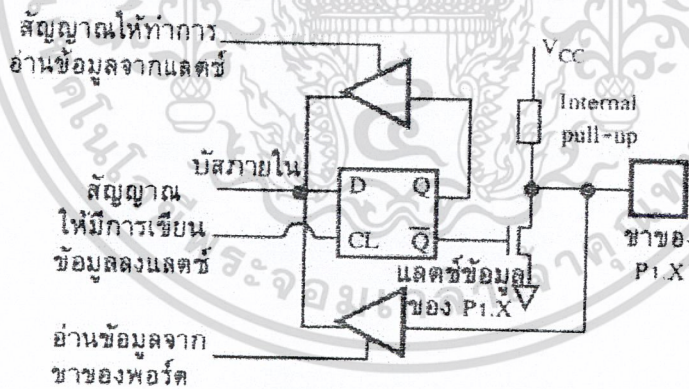 สัญญาณให้ทำการ
อ่านข้อมูลจากแลตช์
VCC
Internal
pull-up
บัสภายใน
สัญญาณ
ให้มีการเขียน
ข้อมูลลงแลตช์
D Q
CL Q̅
แลตช์ข้อมูล
ของ P1.X
ขาของ
P1.X
อ่านข้อมูลจาก
ขาของพอร์ต